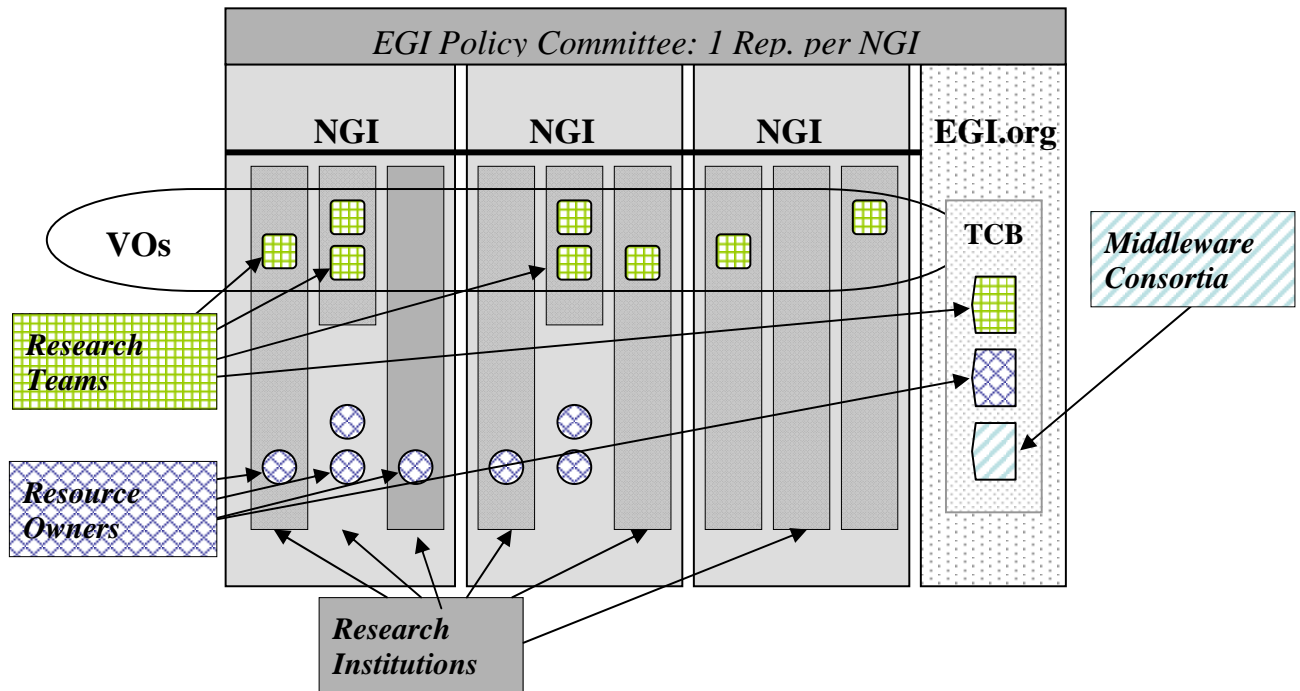 EGI Policy Committee: 1 Rep. per NGI
NGI
NGI
NGI
EGI.org
VOs
TCB
Middleware
Consortia
Research
Teams
Resource
Owners
Research
Institutions